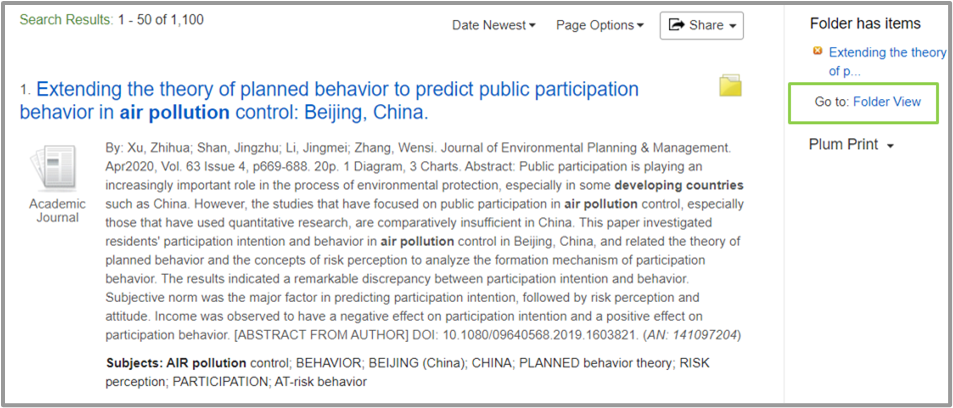 Search Results: 1 - 50 of 1,100
Date Newest
Page Options
Share
1. Extending the theory of planned behavior to predict public participation
behavior in air pollution control: Beijing, China.
Academic
Journal
By: Xu, Zhihua; Shan, Jingzhu; Li, Jingmei; Zhang, Wensi. Journal of Environmental Planning & Management.
Apr2020, Vol. 63 Issue 4, p669-688. 20p. 1 Diagram, 3 Charts. Abstract: Public participation is playing an
increasingly important role in the process of environmental protection, especially in some developing countries
such as China. However, the studies that have focused on public participation in air pollution control, especially
those that have used quantitative research, are comparatively insufficient in China. This paper investigated
residents' participation intention and behavior in air pollution control in Beijing, China, and related the theory of
planned behavior and the concepts of risk perception to analyze the formation mechanism of participation
behavior. The results indicated a remarkable discrepancy between participation intention and behavior.
Subjective norm was the major factor in predicting participation intention, followed by risk perception and
attitude. Income was observed to have a negative effect on participation intention and a positive effect on
participation behavior. [ABSTRACT FROM AUTHOR] DOI: 10.1080/09640568.2019.1603821. (AN: 141097204)
Subjects: AIR pollution control; BEHAVIOR; BEIJING (China); CHINA; PLANNED behavior theory; RISK
perception; PARTICIPATION; AT-risk behavior
Folder has items
Extending the theory
of p...
Go to: Folder View
Plum Print